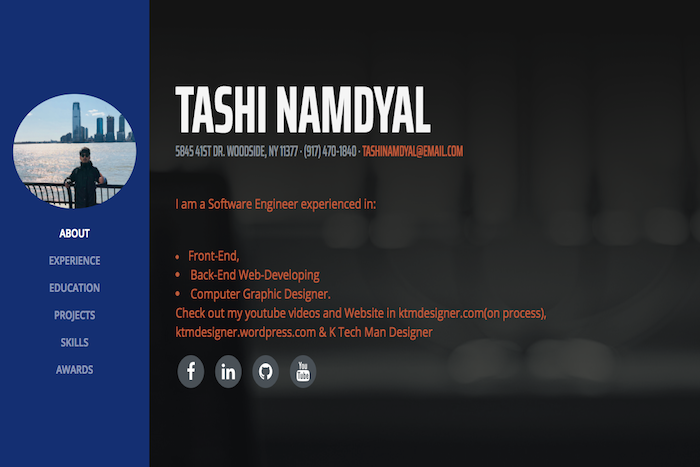 TASHI NAMDYAL
5845 41ST DR. WOODSIDE, NY 11377 · (917) 470-1840 · TASHINAMDYAL@EMAIL.COM
ABOUT
EXPERIENCE
EDUCATION
PROJECTS
SKILLS
AWARDS
I am a Software Engineer experienced in:
• Front-End,
• Back-End Web-Developing
• Computer Graphic Designer.
Check out my youtube videos and Website in ktmdesigner.com(on process),
ktmdesigner.wordpress.com & K Tech Man Designer
f
in
You
Tube